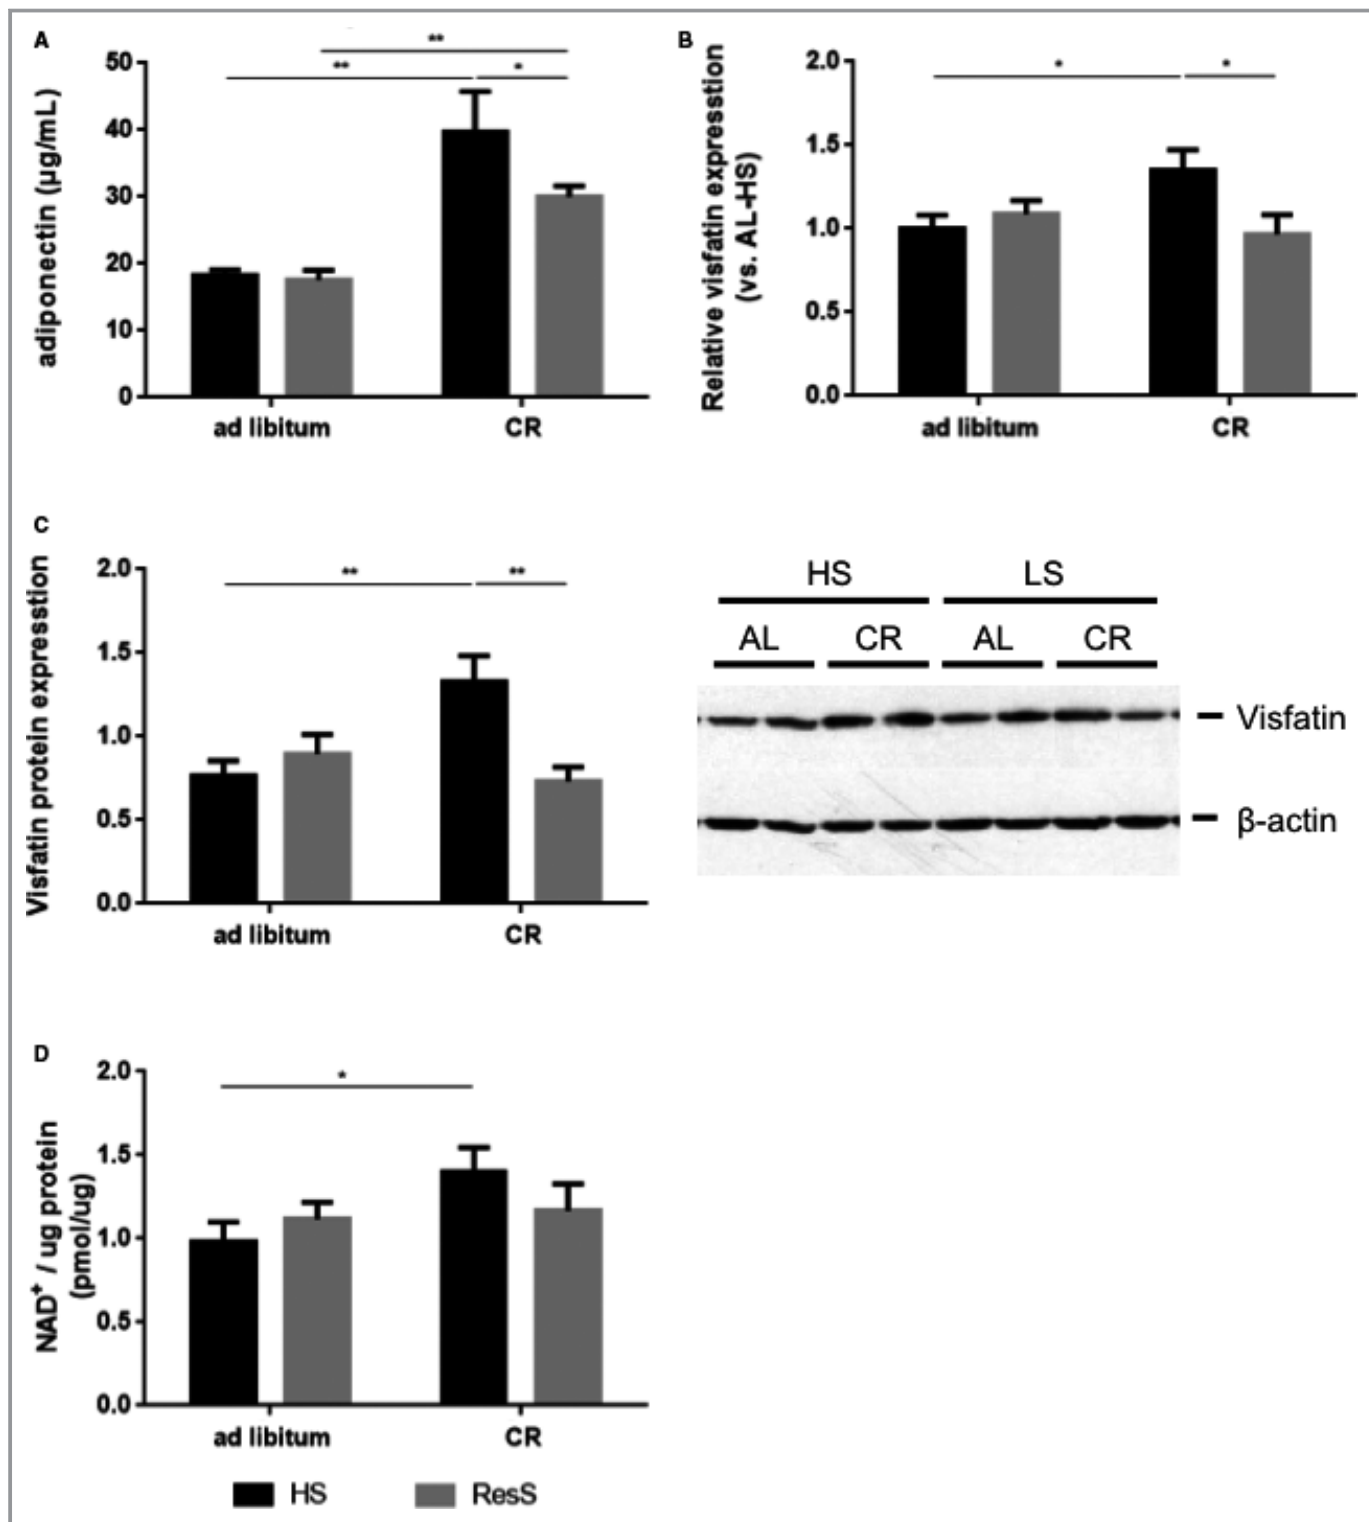 A
**
**
*
50
40
30
20
10
0
adiponectin (µg/mL)
ad libitum
CR
B
*
*
2.0
1.5
1.0
0.5
0.0
Relative visfatin expresstion
(vs. AL-HS)
ad libitum
CR
C
**
**
2.0
1.5
1.0
0.5
0.0
Visfatin protein expresstion
ad libitum
CR
HS
LS
AL
CR
AL
CR
Visfatin
β-actin
D
*
2.0
1.5
1.0
0.5
0.0
NAD⁺ / ug protein
(pmol/ug)
ad libitum
CR
HS
ResS